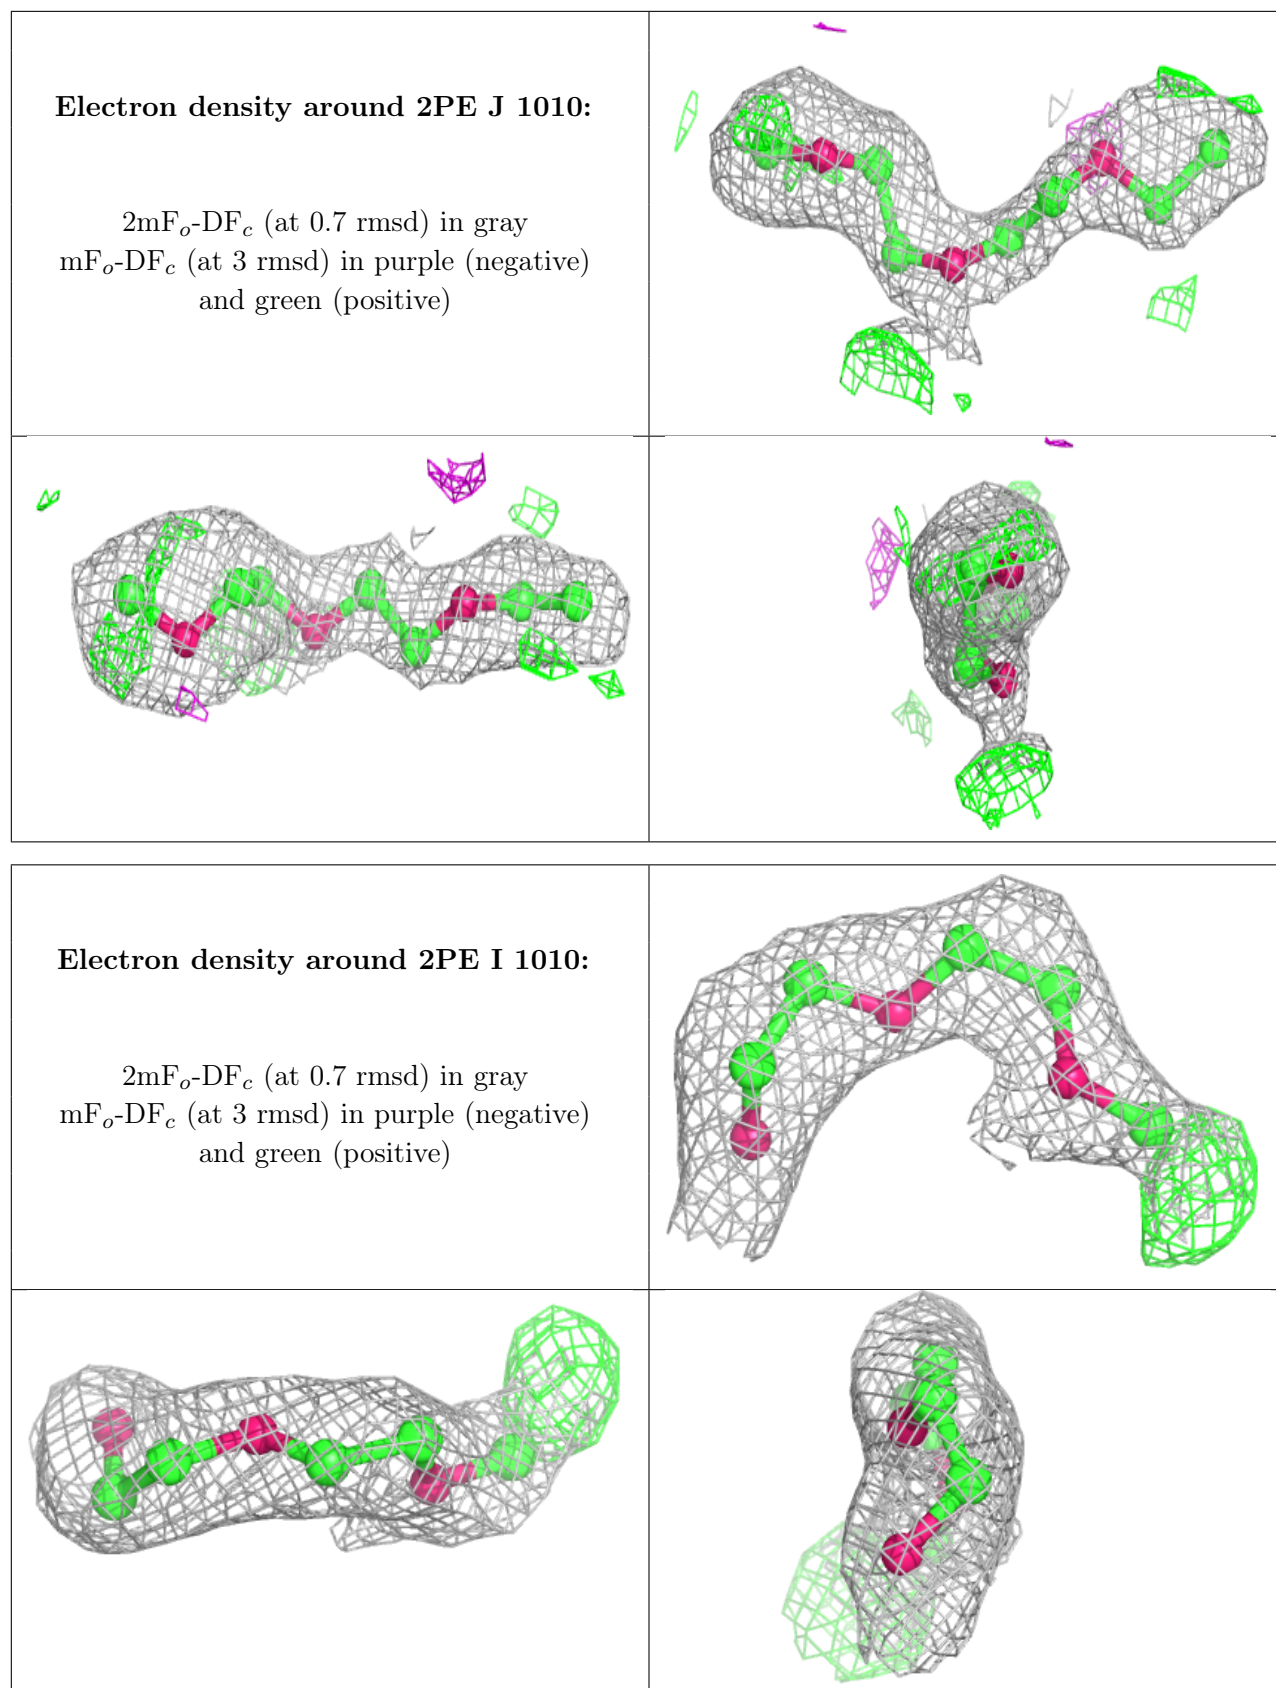 Electron density around 2PE J 1010:
2mFo-DFc (at 0.7 rmsd) in gray
mFo-DFc (at 3 rmsd) in purple (negative)
and green (positive)
Electron density around 2PE I 1010:
2mFo-DFc (at 0.7 rmsd) in gray
mFo-DFc (at 3 rmsd) in purple (negative)
and green (positive)